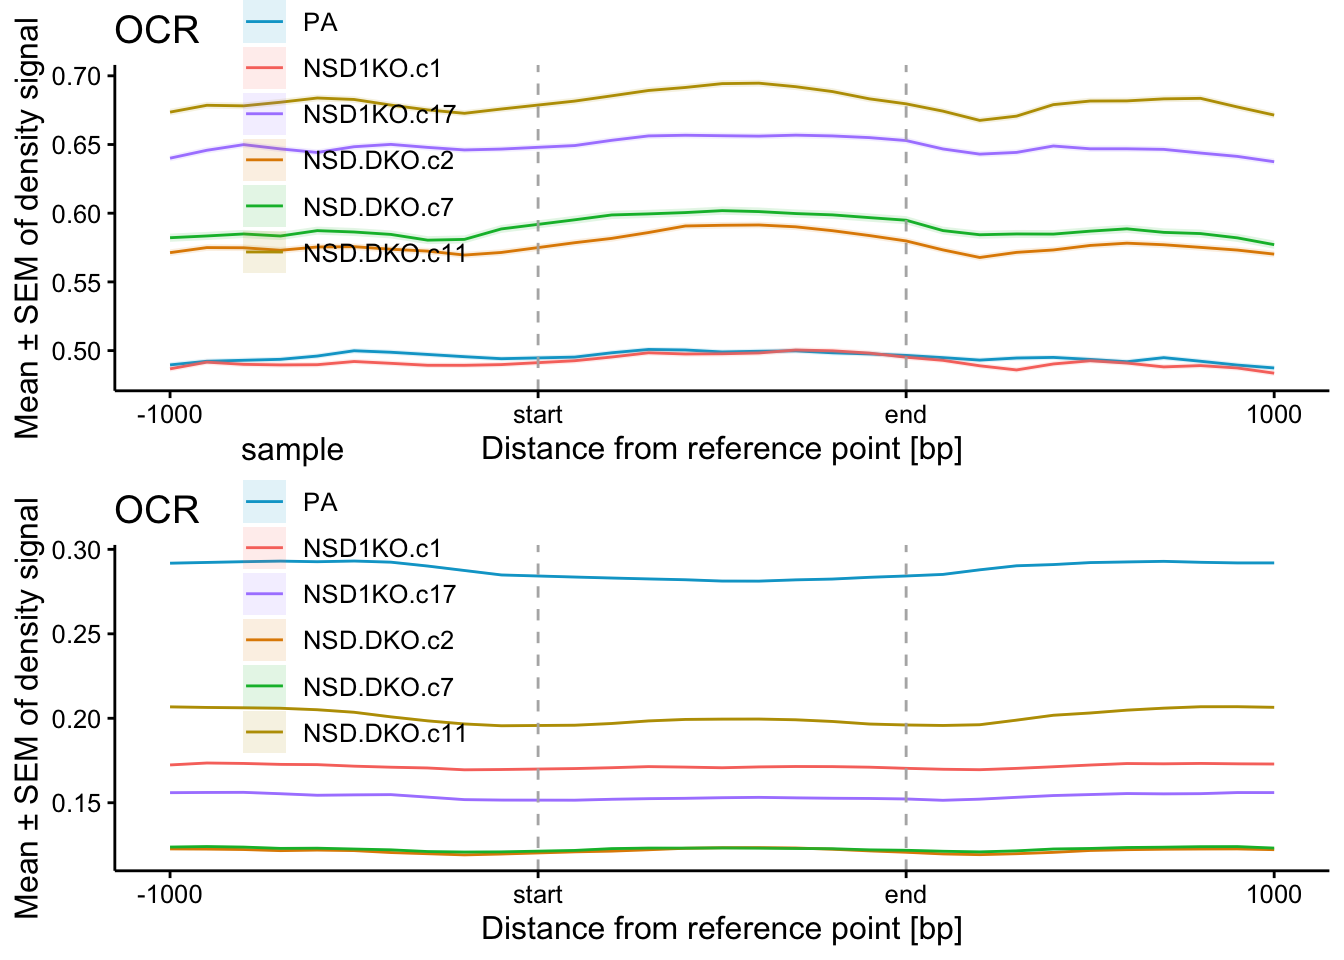 OCR
PA
NSD1KO.c1
NSD1KO.c17
NSD.DKO.c2
NSD.DKO.c7
NSD.DKO.c11
Mean ± SEM of density signal
0.70
0.65
0.60
0.55
0.50
-1000
start
end
1000
Distance from reference point [bp]
sample
OCR
PA
NSD1KO.c1
NSD1KO.c17
NSD.DKO.c2
NSD.DKO.c7
NSD.DKO.c11
Mean ± SEM of density signal
0.30
0.25
0.20
0.15
-1000
start
end
1000
Distance from reference point [bp]